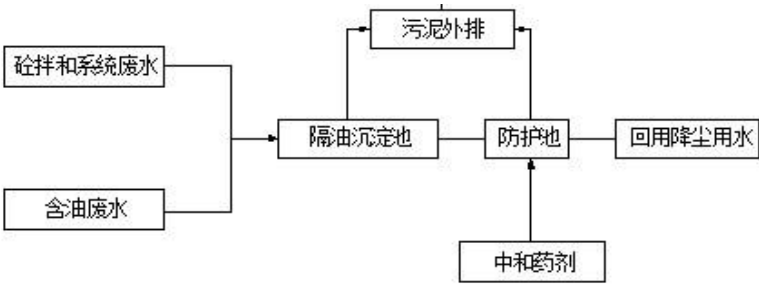 污泥外排
砼拌和系统废水
隔油沉淀池
防护池
回用降尘用水
含油废水
中和药剂